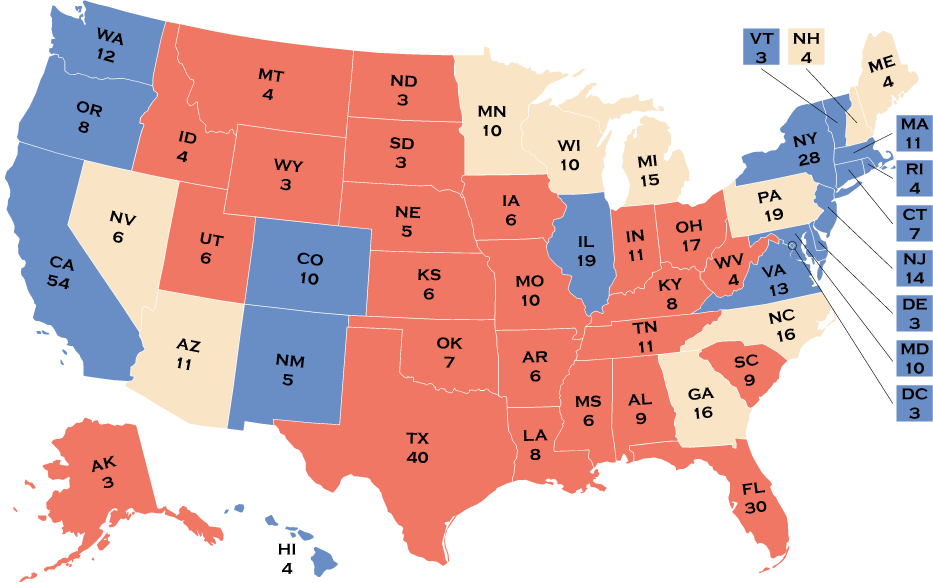 WA
12
OR
8
CA
54
NV
6
ID
4
MT
4
WY
3
UT
6
AZ
11
CO
10
NM
5
ND
3
SD
3
NE
5
KS
6
OK
7
TX
40
MN
10
IA
6
MO
10
AR
6
LA
8
WI
10
IL
19
MI
15
IN
11
OH
17
KY
8
TN
11
MS
6
AL
9
GA
16
FL
30
SC
9
NC
16
VA
13
WV
4
PA
19
NY
28
VT
3
NH
4
ME
4
MA
11
RI
4
CT
7
NJ
14
DE
3
MD
10
DC
3
AK
3
HI
4